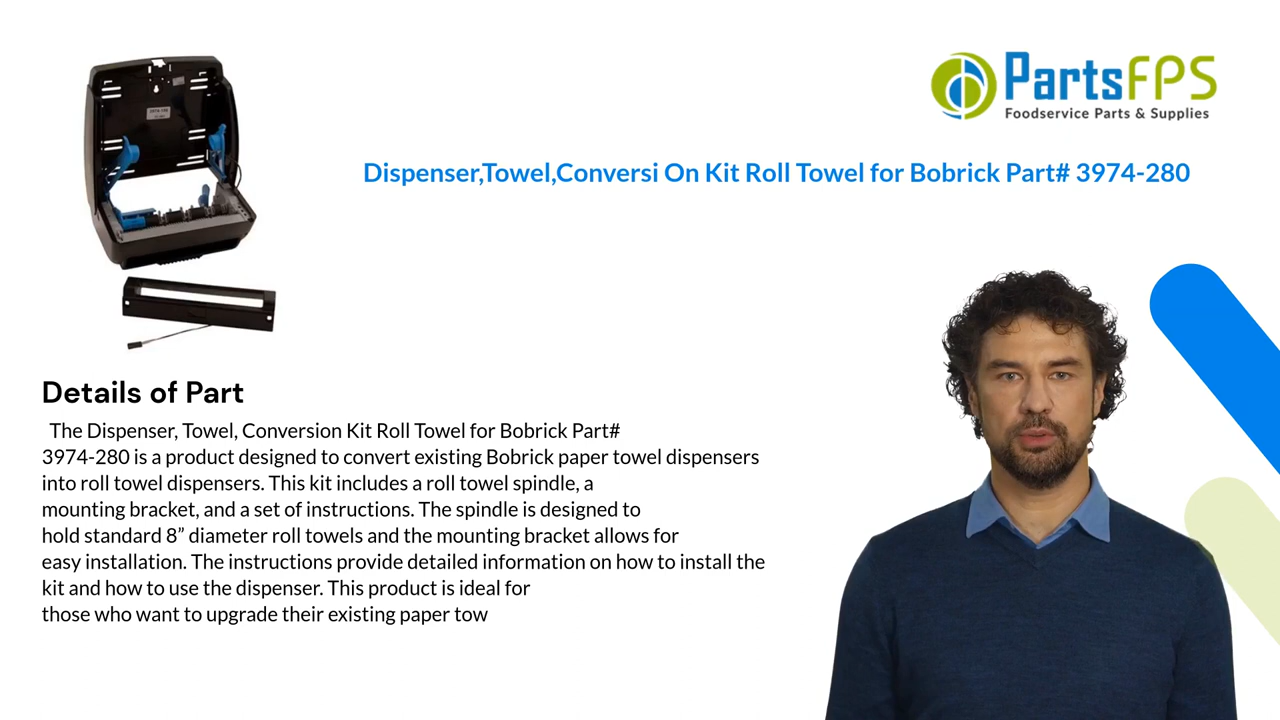 PartsFPS
Foodservice Parts & Supplies
Dispenser,Towel,Conversi On Kit Roll Towel for Bobrick Part# 3974-280
Details of Part
The Dispenser, Towel, Conversion Kit Roll Towel for Bobrick Part#
3974-280 is a product designed to convert existing Bobrick paper towel dispensers
into roll towel dispensers. This kit includes a roll towel spindle, a
mounting bracket, and a set of instructions. The spindle is designed to
hold standard 8” diameter roll towels and the mounting bracket allows for
easy installation. The instructions provide detailed information on how to install the
kit and how to use the dispenser. This product is ideal for
those who want to upgrade their existing paper tow